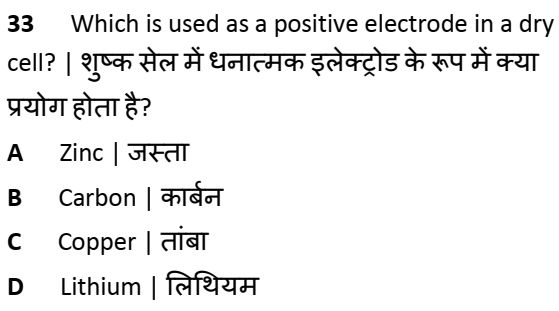 33 Which is used as a positive electrode in a dry
cell? | शुष्क सेल में धनात्मक इलेक्ट्रोड के रूप में क्या
प्रयोग होता है?
A Zinc | जस्ता
B Carbon | कार्बन
C Copper | तांबा
D Lithium | लिथियम